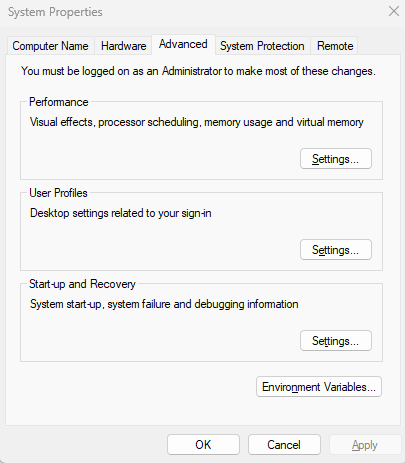 System Properties
Computer Name Hardware Advanced System Protection Remote
You must be logged on as an Administrator to make most of these changes.
Performance
Visual effects, processor scheduling, memory usage and virtual memory
Settings...
User Profiles
Desktop settings related to your sign-in
Settings...
Start-up and Recovery
System start-up, system failure and debugging information
Settings...
Environment Variables...
OK Cancel Apply